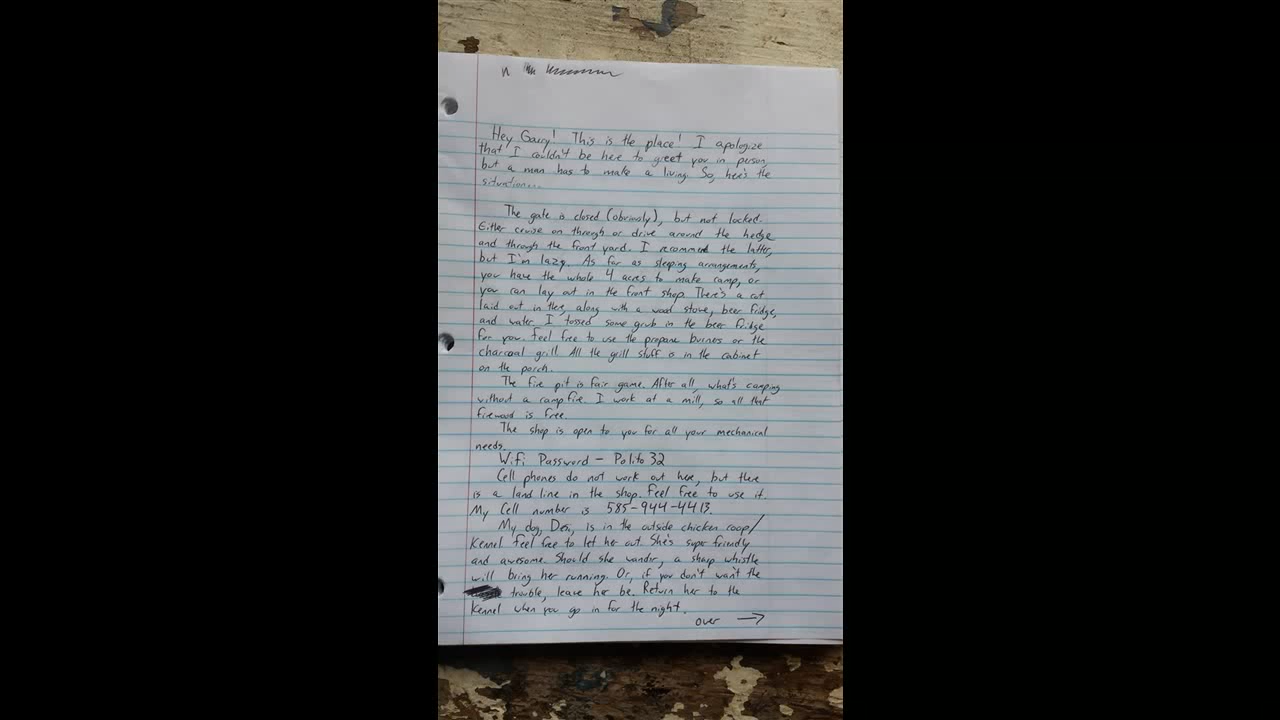 Hey Garry! This is the place! I apologize
that I couldn't be here to greet you in person,
but a man has to make a living. So, here's the
situation...
The gate is closed (obviously), but not locked.
Either cruise on through or drive around the hedge
and through the front yard. I recommend the latter,
but I'm lazy. As far as sleeping arrangements,
you have the whole 4 acres to make camp, or
you can lay out in the front shop. There's a cot
laid out in there, along with a wood stove, beer fridge,
and water. I tossed some grub in the beer fridge
for you. Feel free to use the propane burners or the
charcoal grill. All the grill stuff is in the cabinet
on the porch.
The fire pit is fair game. After all, what's camping
without a campfire. I work at a mill, so all that
firewood is free.
The shop is open to you for all your mechanical
needs.
Wifi Password - Polito32
Cell phones do not work out here, but there
is a land line in the shop. Feel free to use it.
My Cell number is 585-944-4413.
My dog, Desi, is in the outside chicken coop/
Kennel feel free to let her out. She's super friendly
and awesome. Should she wander, a sharp whistle
will bring her running. Or, if you don't want the
trouble, leave her be. Return her to the
Kennel when you go in for the night.
over →